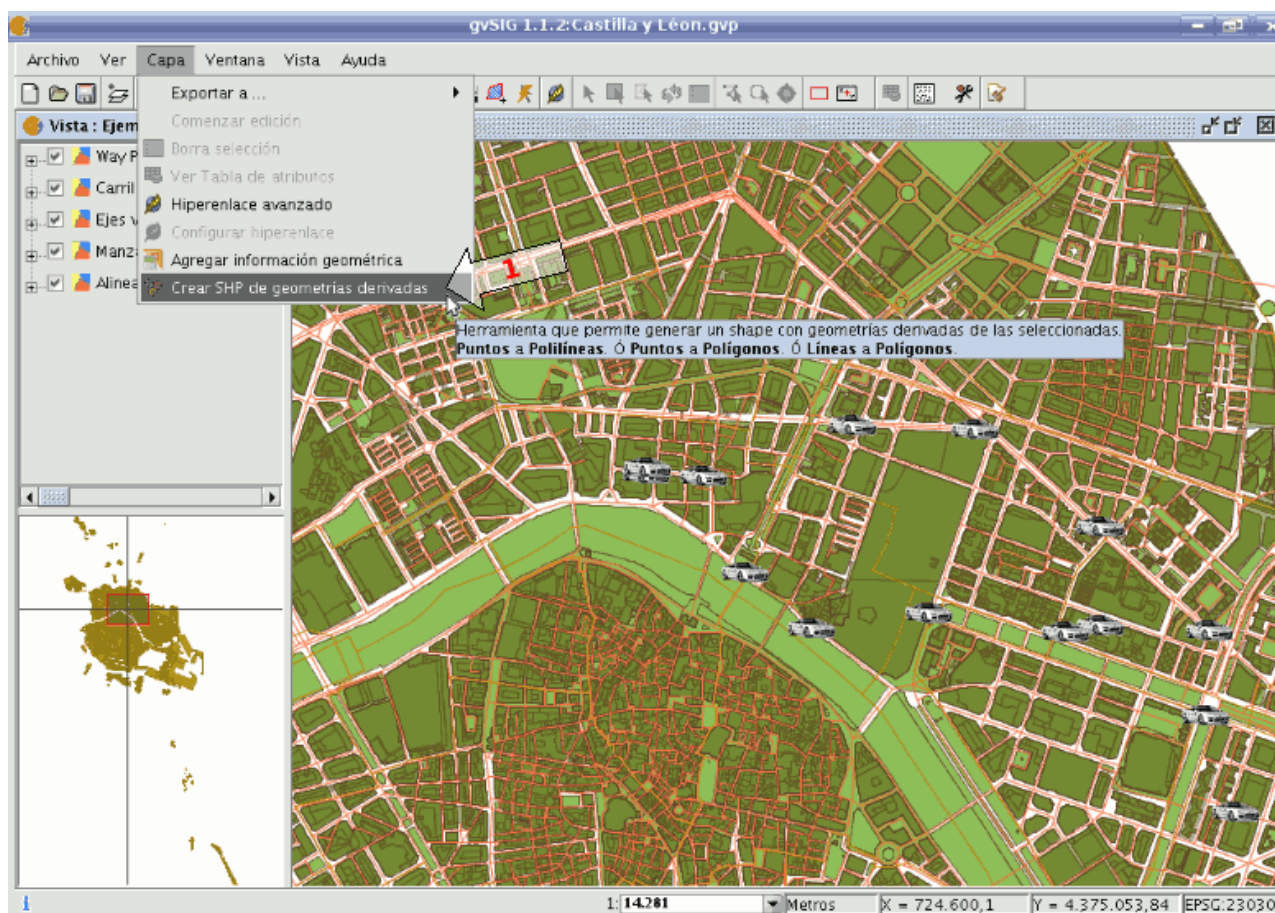 gvSIG 1.1.2:Castilla y Léon.gvp
Archivo Ver Capa Ventana Vista Ayuda
Exportar a ...
Comenzar edición
Vista : Ejem
Borra selección
Way P
Ver Tabla de atributos
Carril
Hiperenlace avanzado
Ejes v
Configurar hiperenlace
Manz
Agregar información geométrica
1
Alinea
Crear SHP de geometrías derivadas
Herramienta que permite generar un shape con geometrías derivadas de las seleccionadas.
Puntos a Polilíneas. Ó Puntos a Polígonos. Ó Líneas a Polígonos.
1: 14.281 Metros X = 724.600,1 Y = 4.375.053,84 EPSG:23030